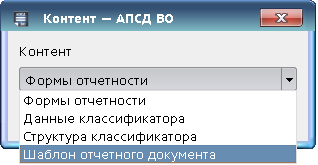 Контент — АПСД ВО
Контент
Формы отчетности
Формы отчетности
Данные классификатора
Структура классификатора
Шаблон отчетного документа